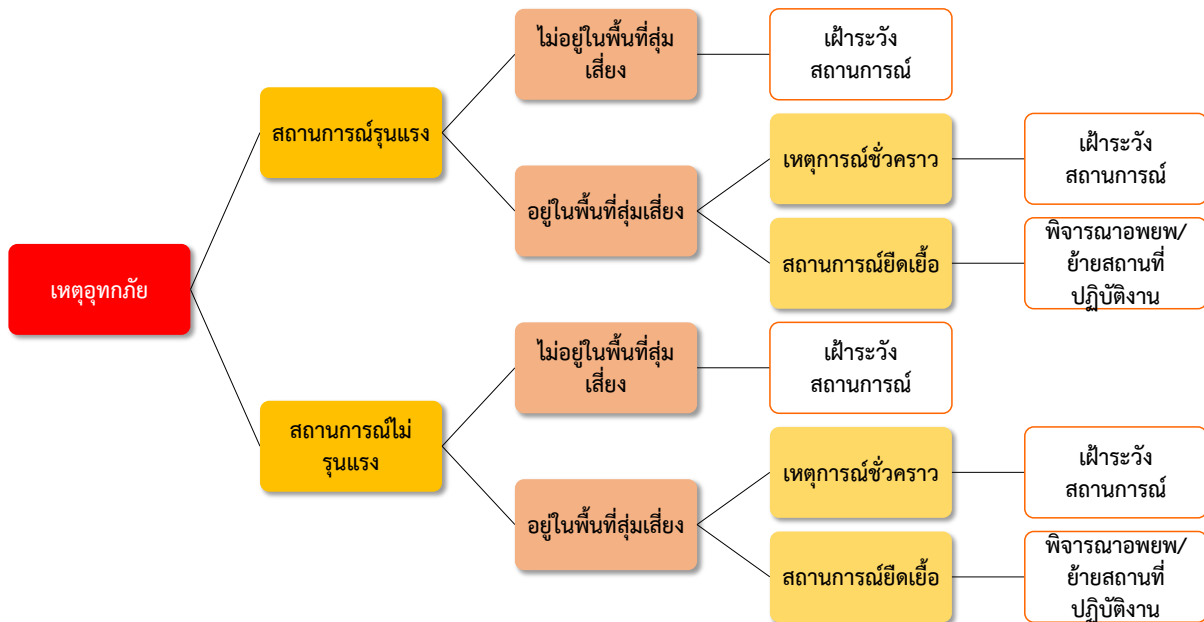 ไม่อยู่ในพื้นที่สุ่ม
เสี่ยง
เฝ้าระวัง
สถานการณ์
สถานการณ์รุนแรง
เหตุการณ์ชั่วคราว
เฝ้าระวัง
สถานการณ์
อยู่ในพื้นที่สุ่มเสี่ยง
สถานการณ์ยืดเยื้อ
พิจารณาอพยพ/
ย้ายสถานที่
ปฏิบัติงาน
เหตุอุทกภัย
ไม่อยู่ในพื้นที่สุ่ม
เสี่ยง
เฝ้าระวัง
สถานการณ์
สถานการณ์ไม่
รุนแรง
เหตุการณ์ชั่วคราว
เฝ้าระวัง
สถานการณ์
อยู่ในพื้นที่สุ่มเสี่ยง
สถานการณ์ยืดเยื้อ
พิจารณาอพยพ/
ย้ายสถานที่
ปฏิบัติงาน